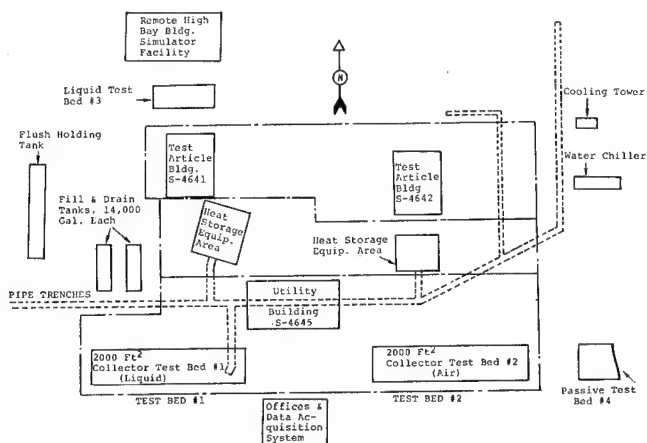 Remote High
Bay Bldg.
Simulator
Facility
Liquid Test
Bed #3
N
Cooling Tower
Flush Holding
Tank
Test
Article
Bldg.
S-4641
Test
Article
Bldg
S-4642
Water Chiller
Fill & Drain
Tanks, 14,000
Gal. Each
Heat
Storage
Equip.
Area
Heat Storage
Equip. Area
PIPE TRENCHES
Utility
Building
S-4645
2000 Ft2
Collector Test Bed #1
(Liquid)
2000 Ft2
Collector Test Bed #2
(Air)
Passive Test
Bed #4
TEST BED #1
TEST BED #2
Offices &
Data Ac-
quisition
System